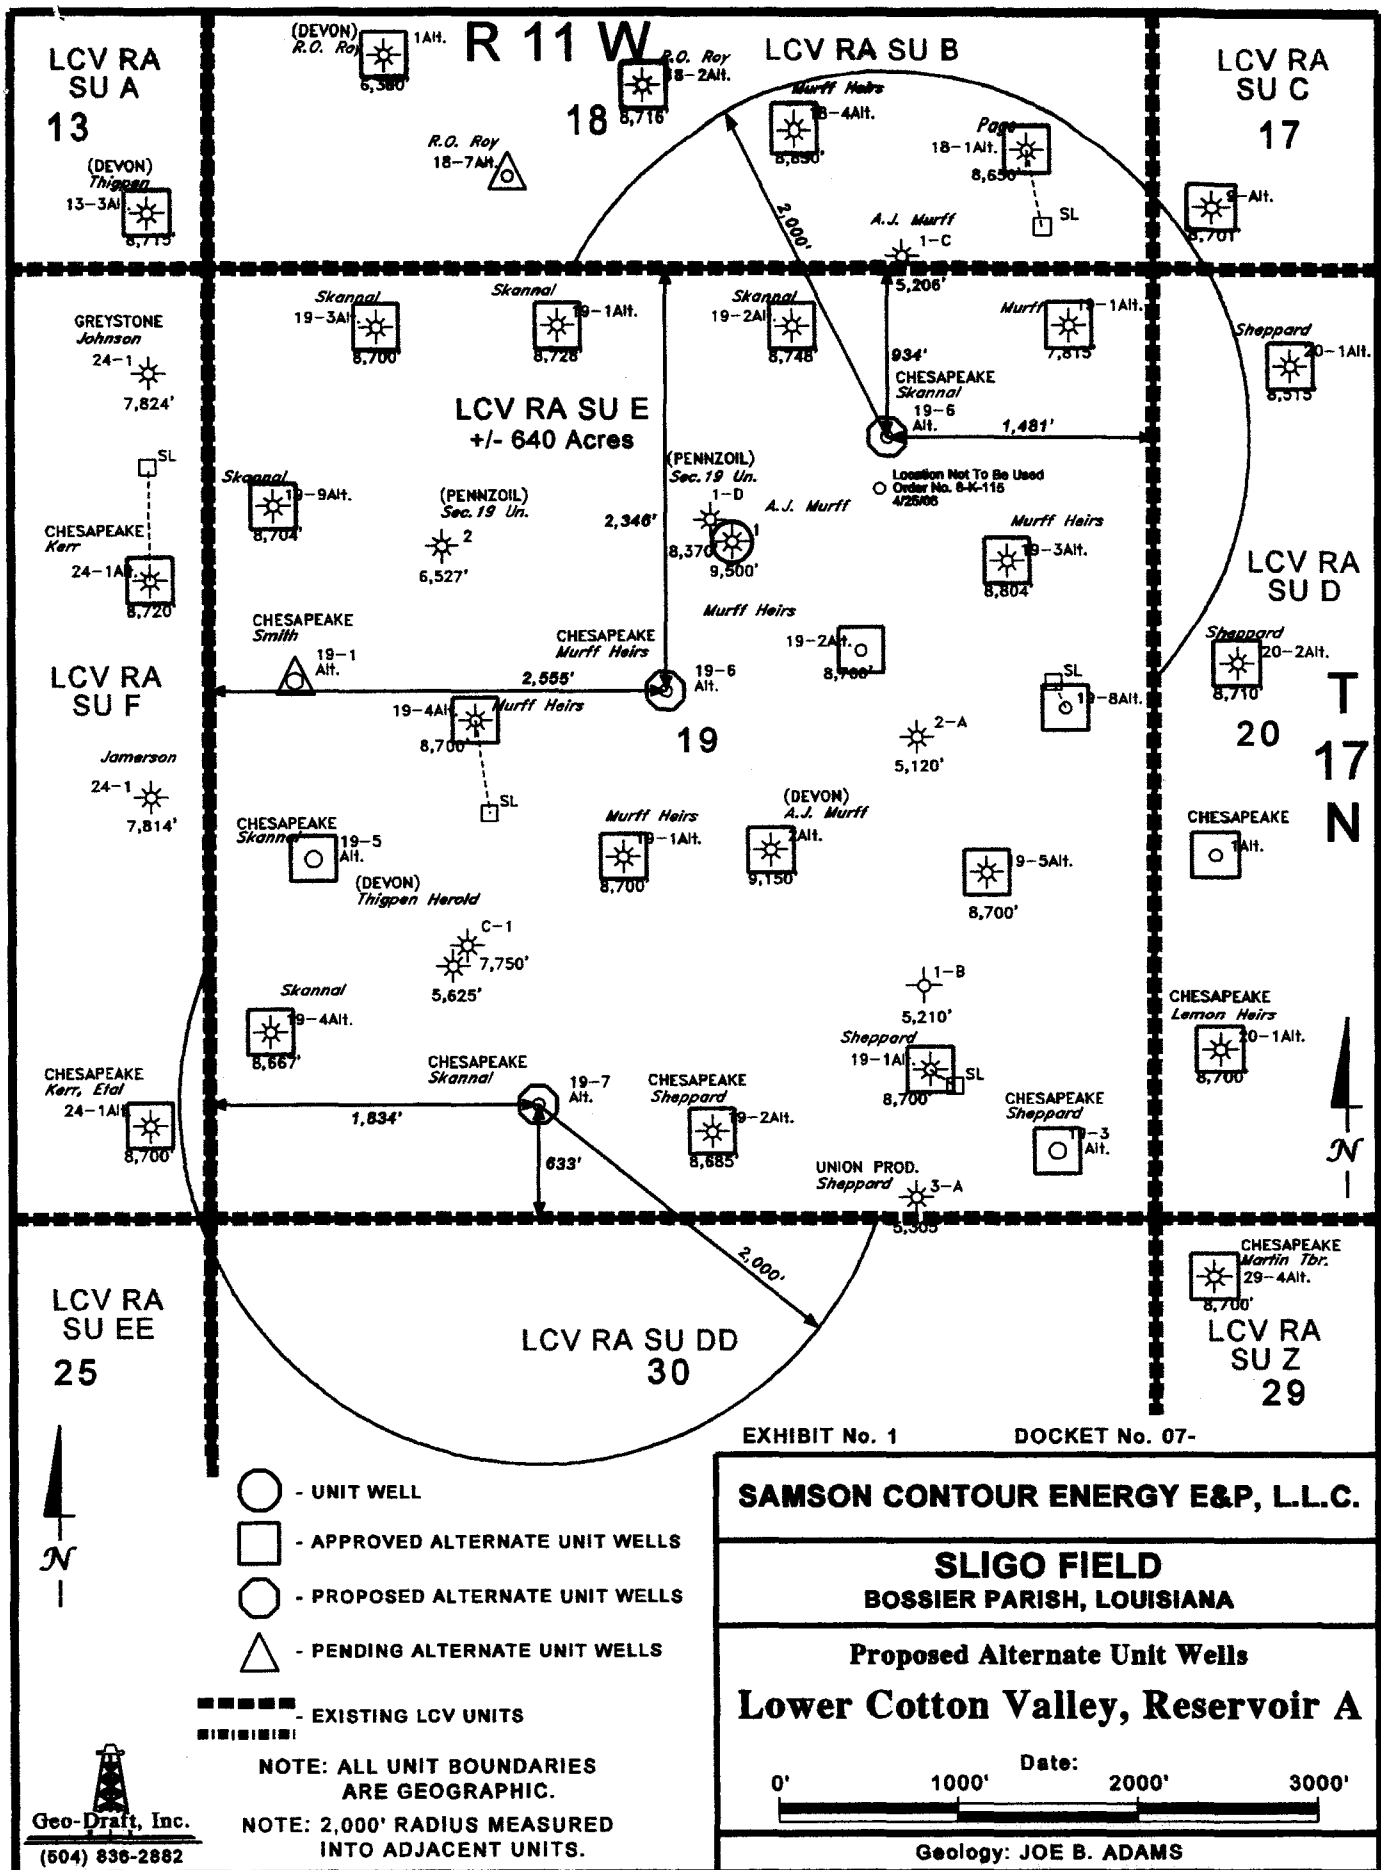 R 11 W
LCV RA
SU A
13
(DEVON)
Thigpen
13-3Alt.
8,715'
(DEVON)
R.O. Roy
1Alt.
6,380'
18
R.O. Roy
18-2Alt.
8,716'
R.O. Roy
18-7Alt.
LCV RA SU B
Murff Heirs
18-4Alt.
8,850'
Page
18-1Alt.
8,650'
SL
A.J. Murff
1-C
5,206'
2,000'
LCV RA
SU C
17
9-Alt.
8,701'
GREYSTONE
Johnson
24-1
7,824'
SL
CHESAPEAKE
Kerr
24-1Alt.
8,720'
LCV RA
SU F
Jamerson
24-1
7,814'
CHESAPEAKE
Kerr, Etal
24-1Alt.
8,700'
Skannal
19-3Alt.
8,700'
Skannal
19-1Alt.
8,728'
Skannal
19-2Alt.
8,748'
Murff
19-1Alt.
7,815'
934'
CHESAPEAKE
Skannal
19-6
Alt.
1,481'
Location Not To Be Used
Order No. 8-K-115
4/25/06
LCV RA SU E
+/- 640 Acres
Skannal
19-9Alt.
8,704'
(PENNZOIL)
Sec. 19 Un.
2
6,527'
(PENNZOIL)
Sec. 19 Un.
1-D
8,370'
A.J. Murff
1
9,500'
2,346'
Murff Heirs
19-3Alt.
8,804'
CHESAPEAKE
Smith
19-1
Alt.
CHESAPEAKE
Murff Heirs
19-6
Alt.
2,555'
Murff Heirs
19-2Alt.
8,700'
SL
19-8Alt.
19-4Alt.
Murff Heirs
8,700'
SL
19
2-A
5,120'
CHESAPEAKE
Skannal
19-5
Alt.
Murff Heirs
19-1Alt.
8,700'
(DEVON)
A.J. Murff
2Alt.
9,150'
19-5Alt.
8,700'
(DEVON)
Thigpen Herold
C-1
7,750'
5,625'
1-B
5,210'
Skannal
19-4Alt.
8,667'
CHESAPEAKE
Skannal
19-7
Alt.
1,834'
633'
2,000'
CHESAPEAKE
Sheppard
19-2Alt.
8,685'
Sheppard
19-1Alt.
8,700'
SL
CHESAPEAKE
Sheppard
19-3
Alt.
UNION PROD.
Sheppard
3-A
5,305'
Sheppard
20-1Alt.
8,515'
LCV RA
SU D
Sheppard
20-2Alt.
8,710'
20
T
17
N
CHESAPEAKE
1Alt.
CHESAPEAKE
Lemon Heirs
20-1Alt.
8,700'
N
LCV RA
SU EE
25
LCV RA SU DD
30
CHESAPEAKE
Martin Tbr.
29-4Alt.
8,700'
LCV RA
SU Z
29
N
EXHIBIT No. 1
DOCKET No. 07-
- UNIT WELL
- APPROVED ALTERNATE UNIT WELLS
- PROPOSED ALTERNATE UNIT WELLS
- PENDING ALTERNATE UNIT WELLS
- EXISTING LCV UNITS
NOTE: ALL UNIT BOUNDARIES
ARE GEOGRAPHIC.
NOTE: 2,000' RADIUS MEASURED
INTO ADJACENT UNITS.
Geo-Draft, Inc.
(504) 836-2882
SAMSON CONTOUR ENERGY E&P, L.L.C.
SLIGO FIELD
BOSSIER PARISH, LOUISIANA
Proposed Alternate Unit Wells
Lower Cotton Valley, Reservoir A
Date:
0' 1000' 2000' 3000'
Geology: JOE B. ADAMS